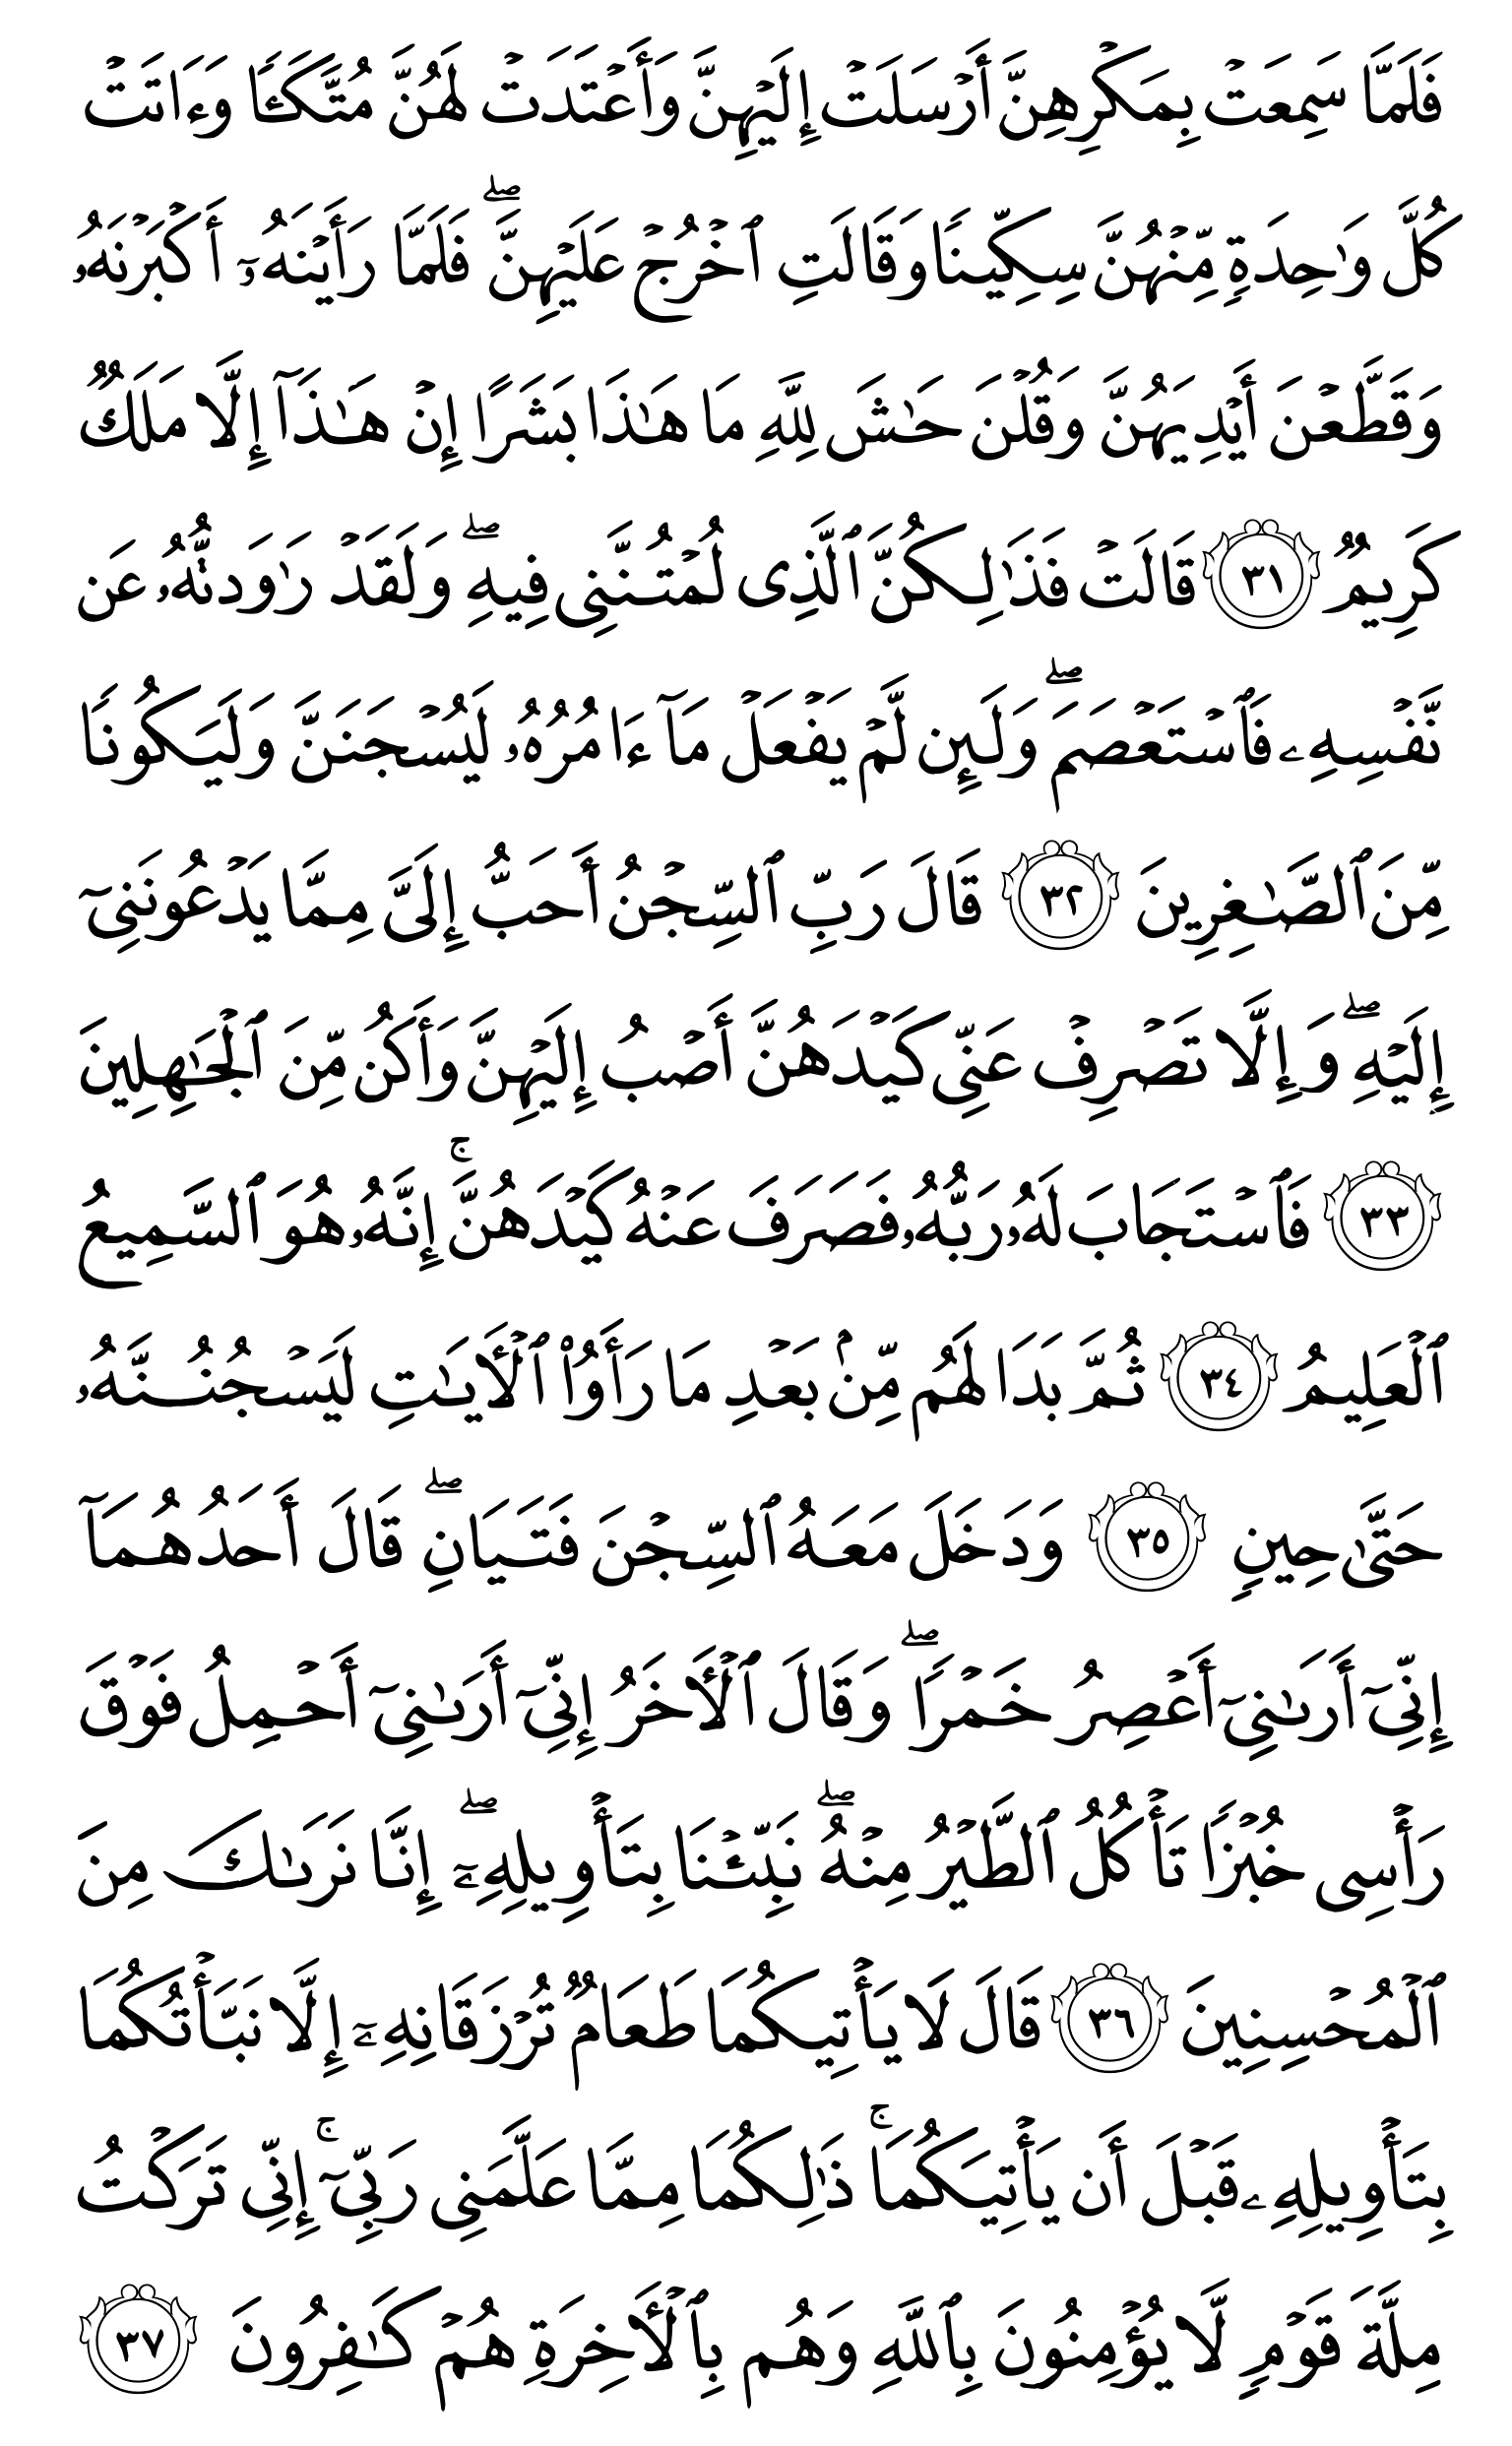 فَلَمَّا سَمِعَتۡ بِمَكۡرِهِنَّ أَرۡسَلَتۡ إِلَيۡهِنَّ وَأَعۡتَدَتۡ لَهُنَّ مُتَّكَـٔٗا وَءَاتَتۡ
كُلَّ وَٰحِدَةٖ مِّنۡهُنَّ سِكِّينٗا وَقَالَتِ ٱخۡرُجۡ عَلَيۡهِنَّۖ فَلَمَّا رَأَيۡنَهُۥٓ أَكۡبَرۡنَهُۥ
وَقَطَّعۡنَ أَيۡدِيَهُنَّ وَقُلۡنَ حَٰشَ لِلَّهِ مَا هَٰذَا بَشَرًا إِنۡ هَٰذَآ إِلَّا مَلَكٞ
كَرِيمٞ ٣١ قَالَتۡ فَذَٰلِكُنَّ ٱلَّذِي لُمۡتُنَّنِي فِيهِۖ وَلَقَدۡ رَٰوَدتُّهُۥ عَن
نَّفۡسِهِۦ فَٱسۡتَعۡصَمَۖ وَلَئِن لَّمۡ يَفۡعَلۡ مَآ ءَامُرُهُۥ لَيُسۡجَنَنَّ وَلَيَكُونٗا
مِّنَ ٱلصَّٰغِرِينَ ٣٢ قَالَ رَبِّ ٱلسِّجۡنُ أَحَبُّ إِلَيَّ مِمَّا يَدۡعُونَنِيٓ
إِلَيۡهِۖ وَإِلَّا تَصۡرِفۡ عَنِّي كَيۡدَهُنَّ أَصۡبُ إِلَيۡهِنَّ وَأَكُن مِّنَ ٱلۡجَٰهِلِينَ
٣٣ فَٱسۡتَجَابَ لَهُۥ رَبُّهُۥ فَصَرَفَ عَنۡهُ كَيۡدَهُنَّۚ إِنَّهُۥ هُوَ ٱلسَّمِيعُ
ٱلۡعَلِيمُ ٣٤ ثُمَّ بَدَا لَهُم مِّنۢ بَعۡدِ مَا رَأَوُاْ ٱلۡأٓيَٰتِ لَيَسۡجُنُنَّهُۥ
حَتَّىٰ حِينٖ ٣٥ وَدَخَلَ مَعَهُ ٱلسِّجۡنَ فَتَيَانِۖ قَالَ أَحَدُهُمَآ
إِنِّيٓ أَرَىٰنِيٓ أَعۡصِرُ خَمۡرٗاۖ وَقَالَ ٱلۡأٓخَرُ إِنِّيٓ أَرَىٰنِيٓ أَحۡمِلُ فَوۡقَ
رَأۡسِي خُبۡزٗا تَأۡكُلُ ٱلطَّيۡرُ مِنۡهُۖ نَبِّئۡنَا بِتَأۡوِيلِهِۦٓۖ إِنَّا نَرَىٰكَ مِنَ
ٱلۡمُحۡسِنِينَ ٣٦ قَالَ لَا يَأۡتِيكُمَا طَعَامٞ تُرۡزَقَانِهِۦٓ إِلَّا نَبَّأۡتُكُمَا
بِتَأۡوِيلِهِۦ قَبۡلَ أَن يَأۡتِيَكُمَاۚ ذَٰلِكُمَا مِمَّا عَلَّمَنِي رَبِّيٓۚ إِنِّي تَرَكۡتُ
مِلَّةَ قَوۡمٖ لَّا يُؤۡمِنُونَ بِٱللَّهِ وَهُم بِٱلۡأٓخِرَةِ هُمۡ كَٰفِرُونَ ٣٧